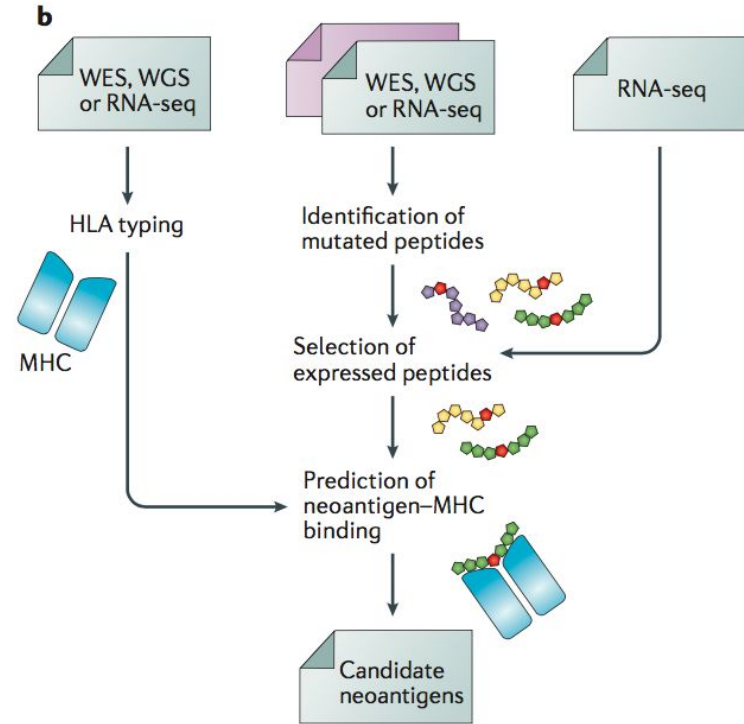 b
WES, WGS
or RNA-seq
WES, WGS
or RNA-seq
RNA-seq
HLA typing
Identification of
mutated peptides
MHC
Selection of
expressed peptides
Prediction of
neoantigen–MHC
binding
Candidate
neoantigens